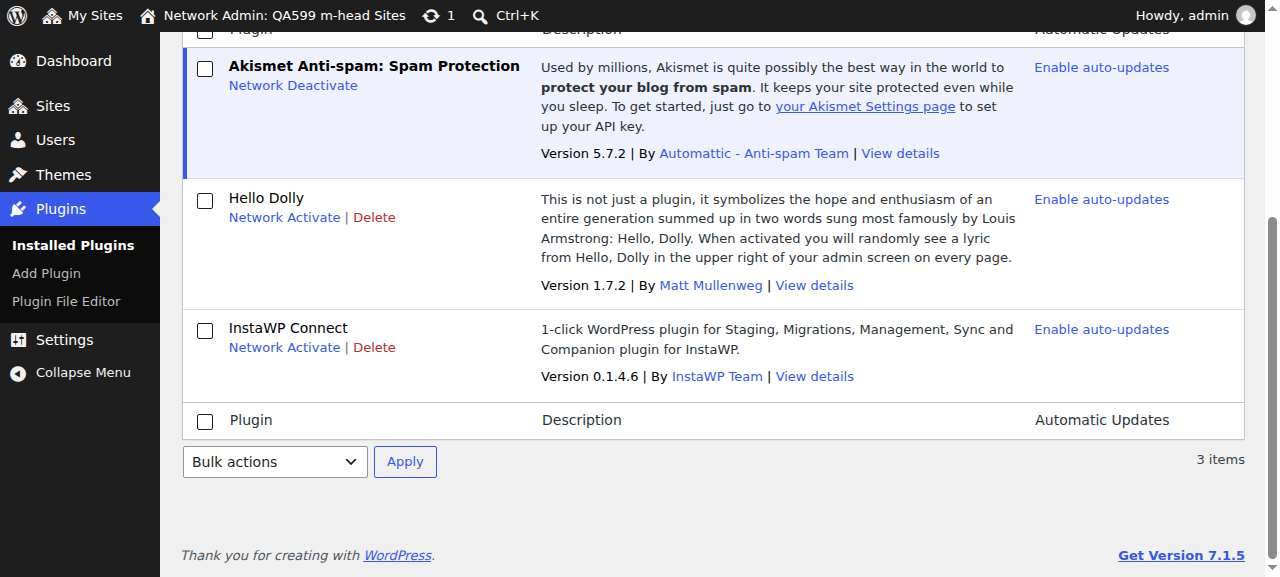 My Sites Network Admin: QA599 m-head Sites 1 Ctrl+K Howdy, admin
Dashboard
Sites
Users
Themes
Plugins
Installed Plugins
Add Plugin
Plugin File Editor
Settings
Collapse Menu
Plugin Description Automatic Updates
Akismet Anti-spam: Spam Protection
Network Deactivate
Used by millions, Akismet is quite possibly the best way in the world to
protect your blog from spam. It keeps your site protected even while
you sleep. To get started, just go to your Akismet Settings page to set
up your API key.
Version 5.7.2 | By Automattic - Anti-spam Team | View details
Enable auto-updates
Hello Dolly
Network Activate | Delete
This is not just a plugin, it symbolizes the hope and enthusiasm of an
entire generation summed up in two words sung most famously by Louis
Armstrong: Hello, Dolly. When activated you will randomly see a lyric
from Hello, Dolly in the upper right of your admin screen on every page.
Version 1.7.2 | By Matt Mullenweg | View details
Enable auto-updates
InstaWP Connect
Network Activate | Delete
1-click WordPress plugin for Staging, Migrations, Management, Sync and
Companion plugin for InstaWP.
Version 0.1.4.6 | By InstaWP Team | View details
Enable auto-updates
Plugin Description Automatic Updates
Bulk actions Apply 3 items
Thank you for creating with WordPress. Get Version 7.1.5